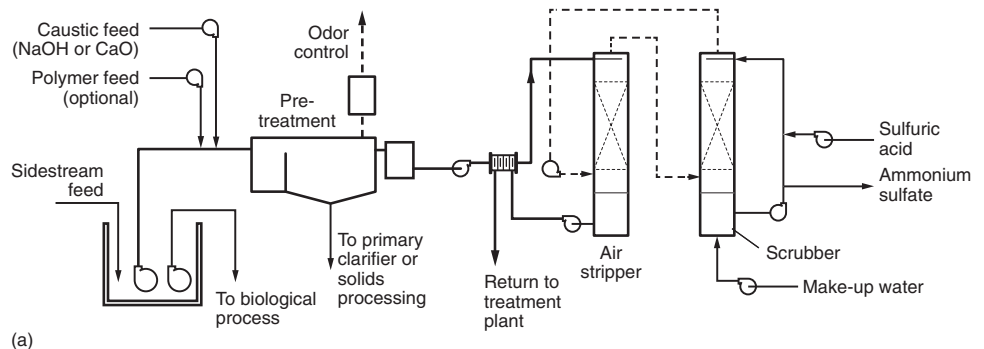 Caustic feed
(NaOH or CaO)
Polymer feed
(optional)
Sidestream
feed
To biological
process
Pre-
treatment
Odor
control
To primary
clarifier or
solids
processing
Return to
treatment
plant
Air
stripper
Scrubber
Sulfuric
acid
Ammonium
sulfate
Make-up water
(a)